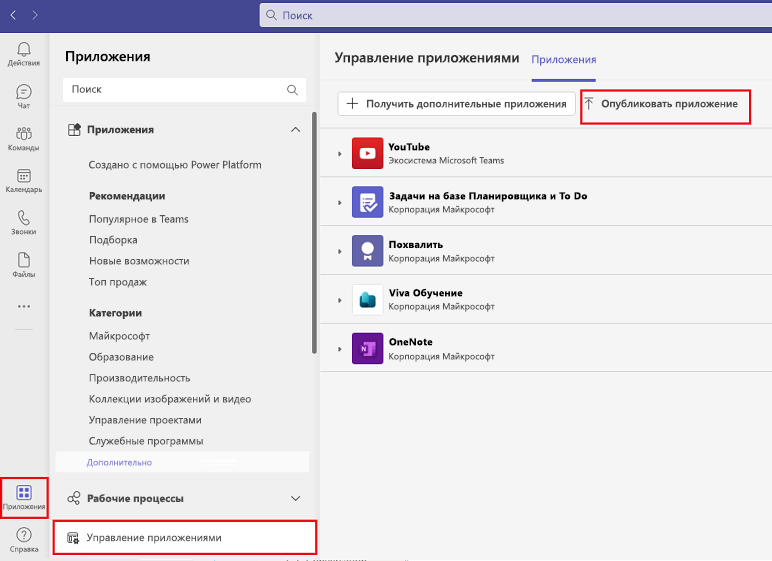 Поиск
Действия
Чат
Команды
Календарь
Звонки
Файлы
Приложения
Справка
Приложения
Поиск
Приложения
Создано с помощью Power Platform
Рекомендации
Популярное в Teams
Подборка
Новые возможности
Топ продаж
Категории
Майкрософт
Образование
Производительность
Коллекции изображений и видео
Управление проектами
Служебные программы
Дополнительно
Рабочие процессы
Управление приложениями
Управление приложениями Приложения
Получить дополнительные приложения Опубликовать приложение
YouTube
Экосистема Microsoft Teams
Задачи на базе Планировщика и To Do
Корпорация Майкрософт
Похвалить
Корпорация Майкрософт
Viva Обучение
Корпорация Майкрософт
OneNote
Корпорация Майкрософт